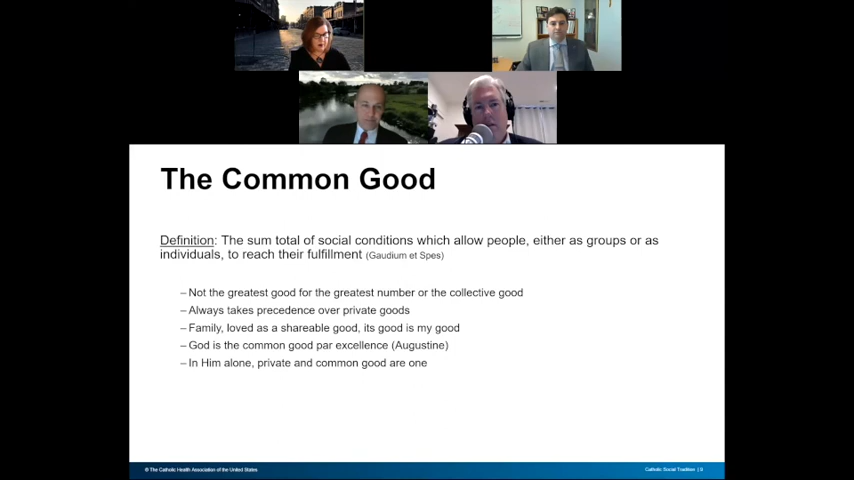 The Common Good
Definition: The sum total of social conditions which allow people, either as groups or as
individuals, to reach their fulfillment (Gaudium et Spes)
– Not the greatest good for the greatest number or the collective good
– Always takes precedence over private goods
– Family, loved as a shareable good, its good is my good
– God is the common good par excellence (Augustine)
– In Him alone, private and common good are one
© The Catholic Health Association of the United States
Catholic Social Tradition |